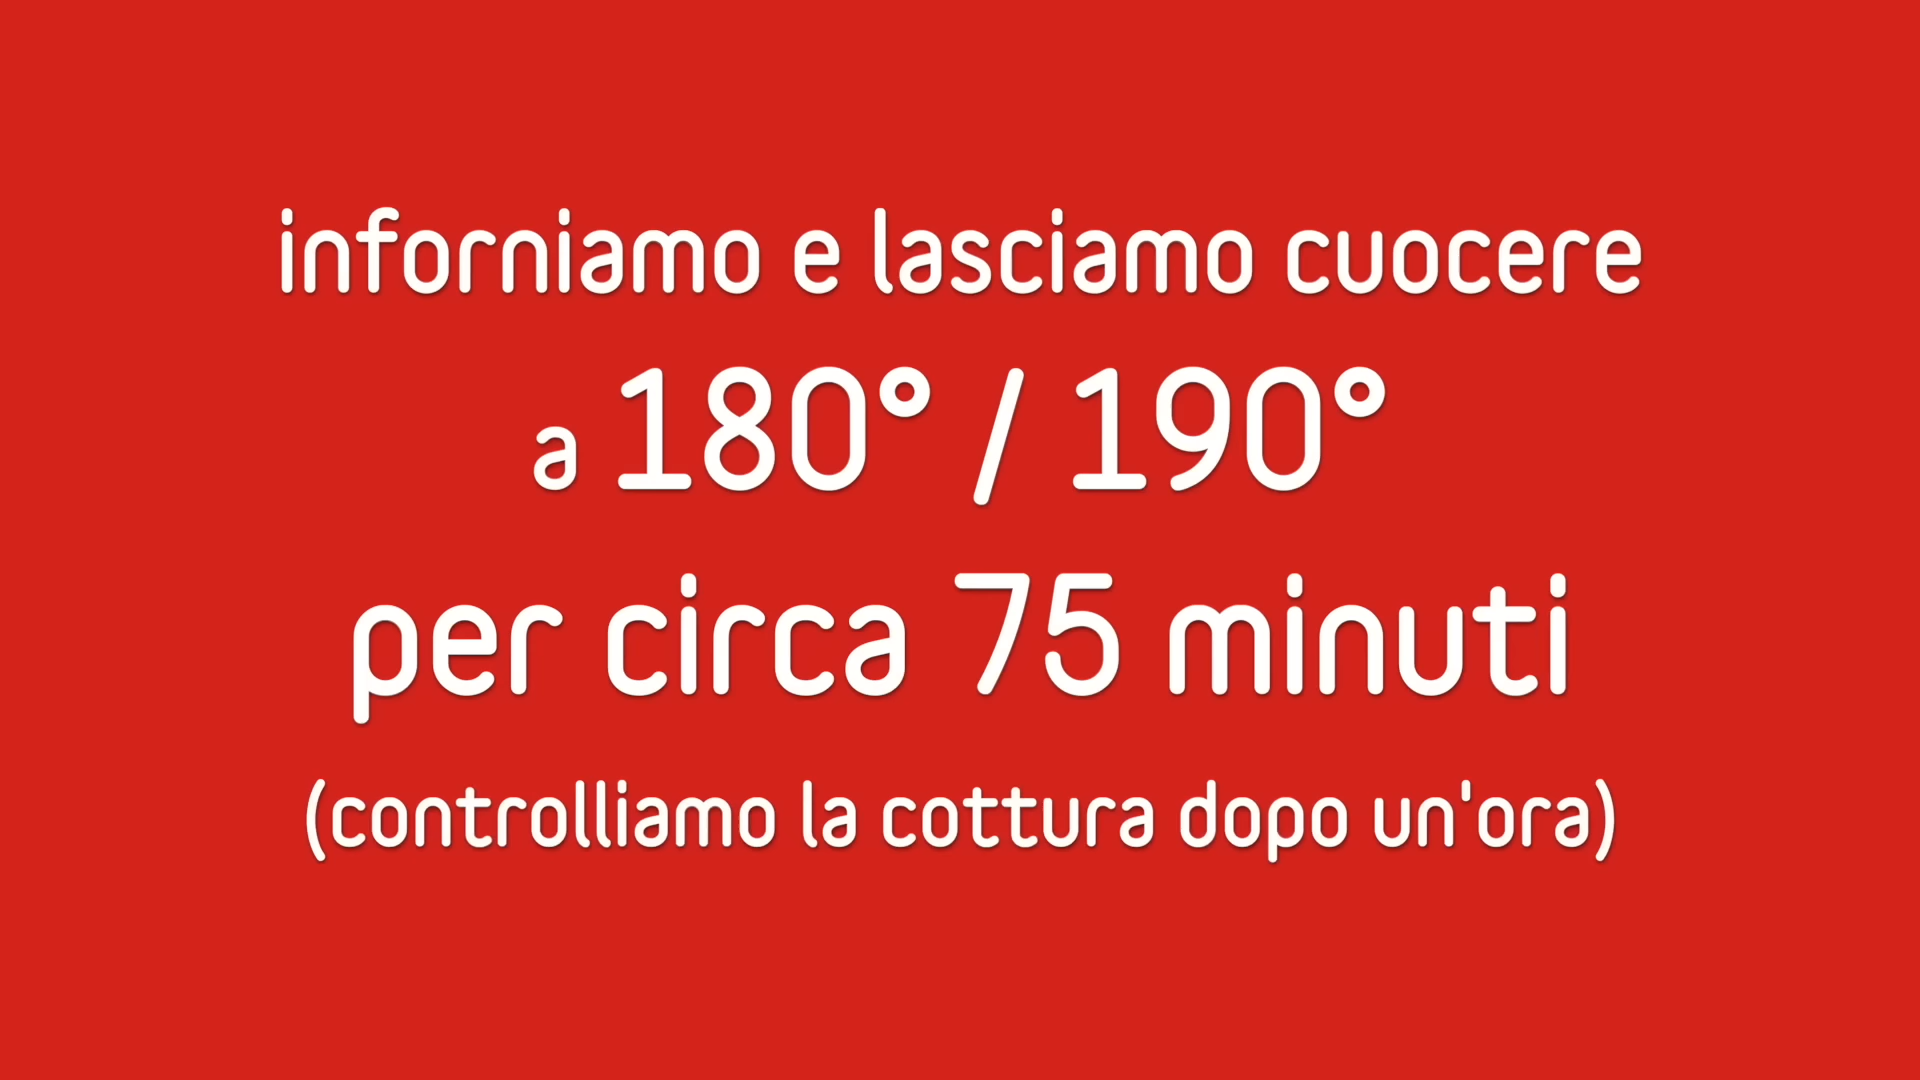 inforniamo e lasciamo cuocere
a 180° / 190°
per circa 75 minuti
(controlliamo la cottura dopo un'ora)